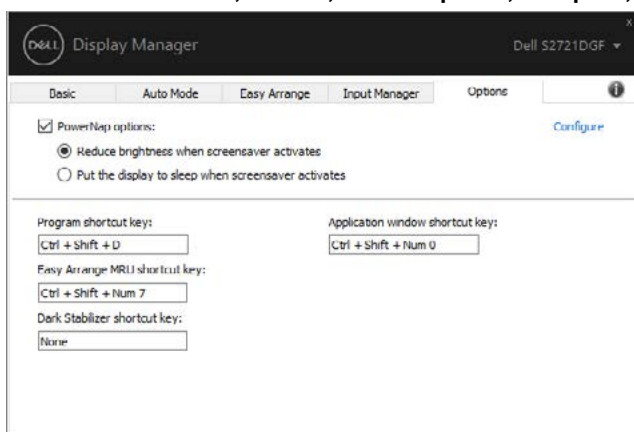 DELL Display Manager
Dell S2721DGF
Basic Auto Mode Easy Arrange Input Manager Options
PowerNap options: Configure
Reduce brightness when screensaver activates
Put the display to sleep when screensaver activates
Program shortcut key: Application window shortcut key:
Ctrl + Shift + D Ctrl + Shift + Num 0
Easy Arrange MRU shortcut key:
Ctrl + Shift + Num 7
Dark Stabilizer shortcut key:
None